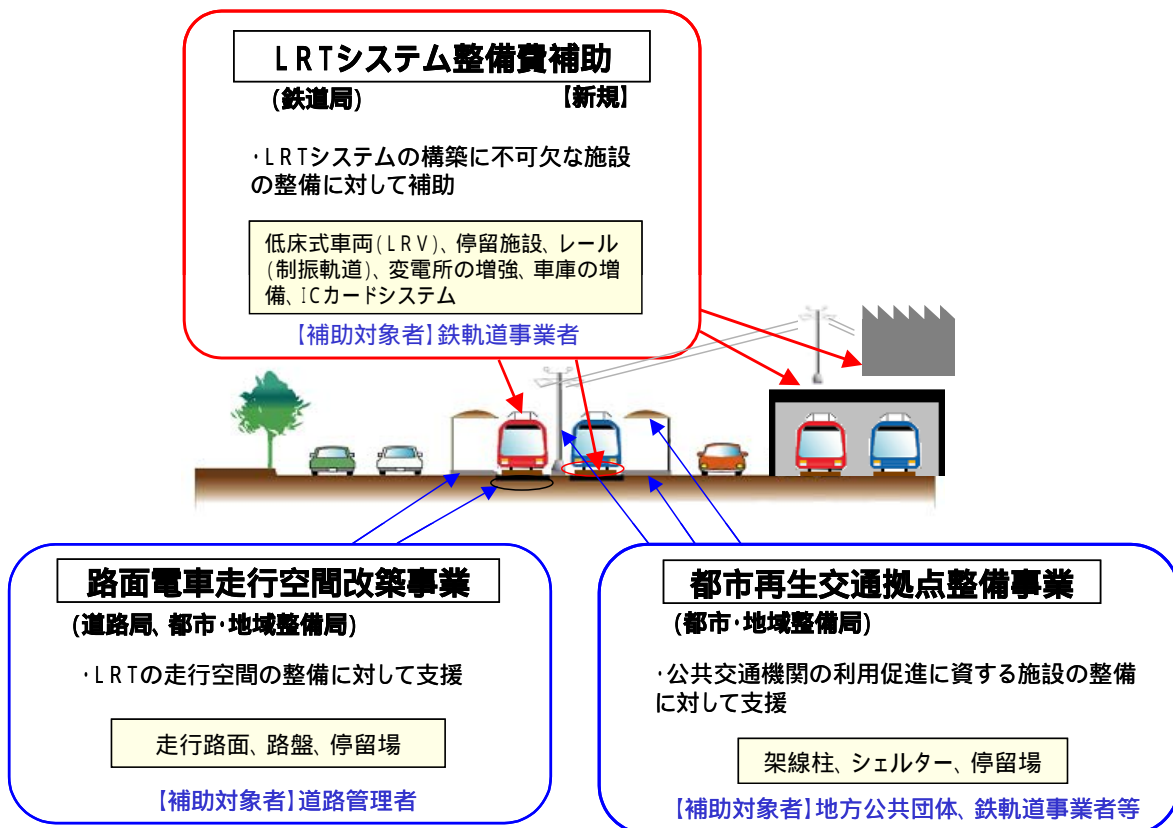 LRTシステム整備費補助
(鉄道局) 【新規】
・LRTシステムの構築に不可欠な施設
の整備に対して補助
低床式車両(LRV)、停留施設、レール
(制振軌道)、変電所の増強、車庫の増
備、ICカードシステム
【補助対象者】鉄軌道事業者
路面電車走行空間改築事業
(道路局、都市・地域整備局)
・LRTの走行空間の整備に対して支援
走行路面、路盤、停留場
【補助対象者】道路管理者
都市再生交通拠点整備事業
(都市・地域整備局)
・公共交通機関の利用促進に資する施設の整備
に対して支援
架線柱、シェルター、停留場
【補助対象者】地方公共団体、鉄軌道事業者等